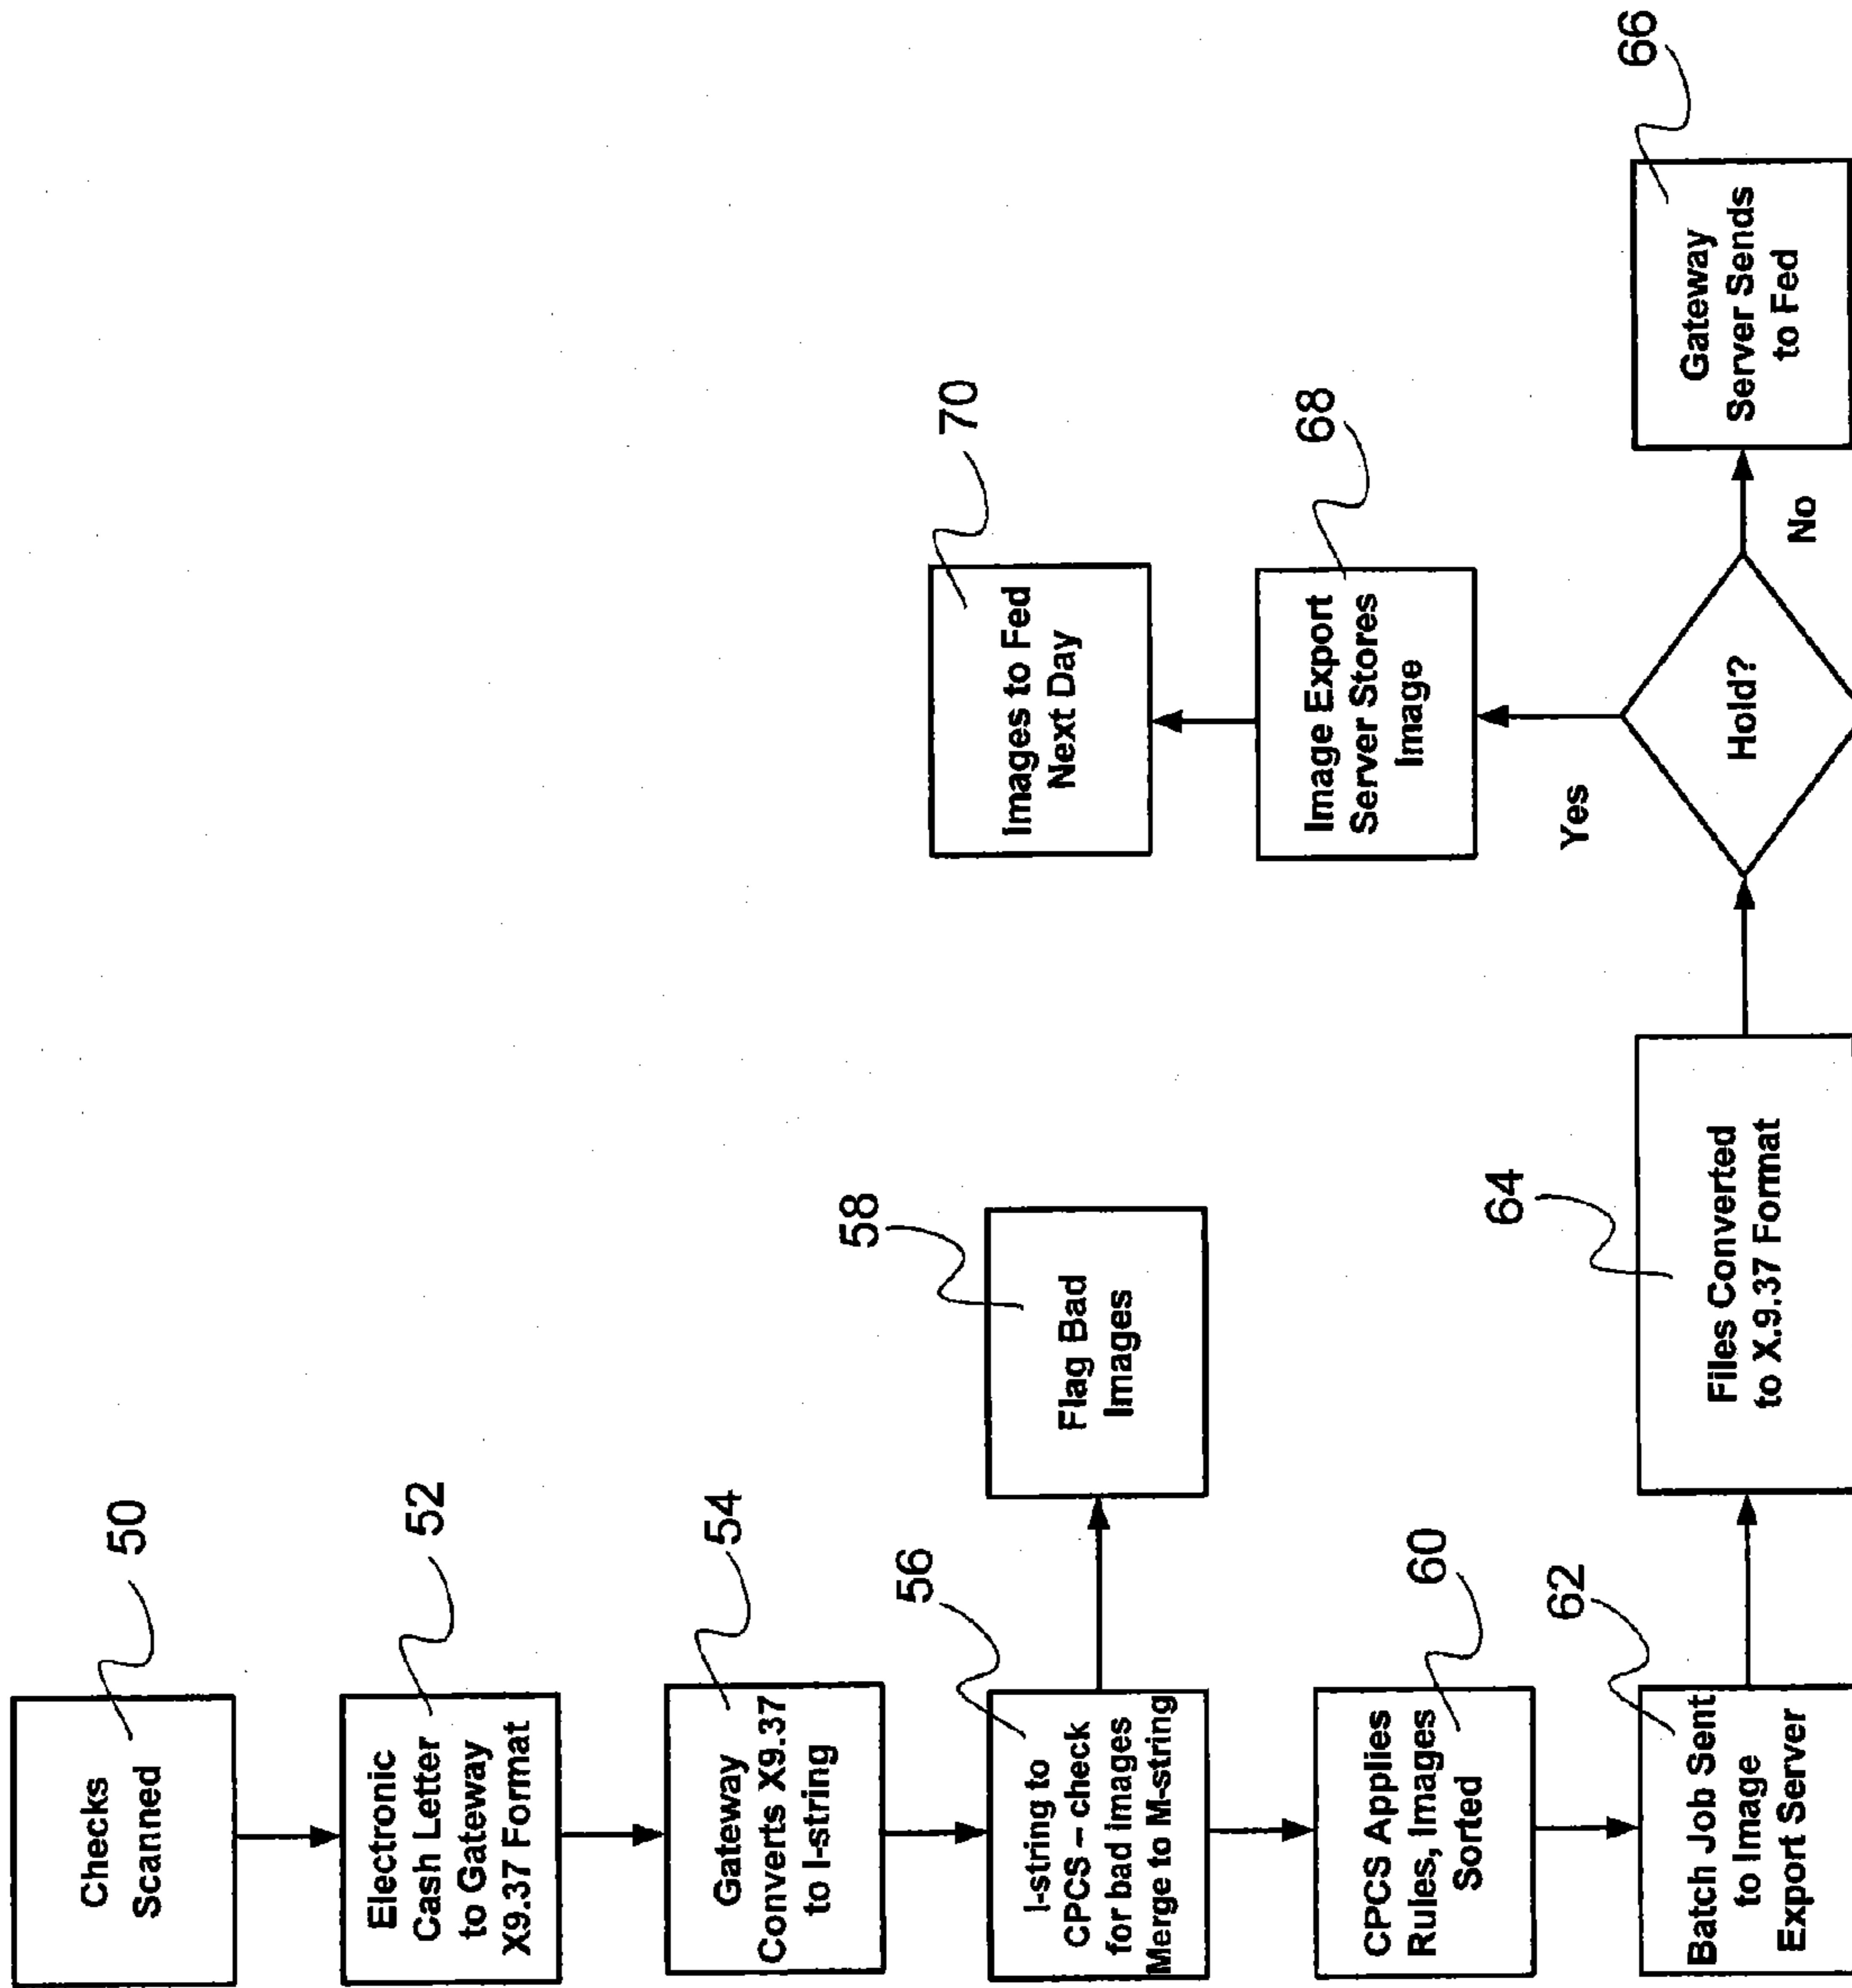 Checks
Scanned
50
Electronic
Cash Letter
to Gateway
X9.37 Format
52
Gateway
Converts X9.37
to I-string
54
I-string to
CPCS – check
for bad images
Merge to M-string
56
Flag Bad
Images
58
CPCS Applies
Rules, Images
Sorted
60
Batch Job Sent
to Image
Export Server
62
Files Converted
to X.9.37 Format
64
Hold?
Yes
No
Image Export
Server Stores
Image
68
Images to Fed
Next Day
70
Gateway
Server Sends
to Fed
66